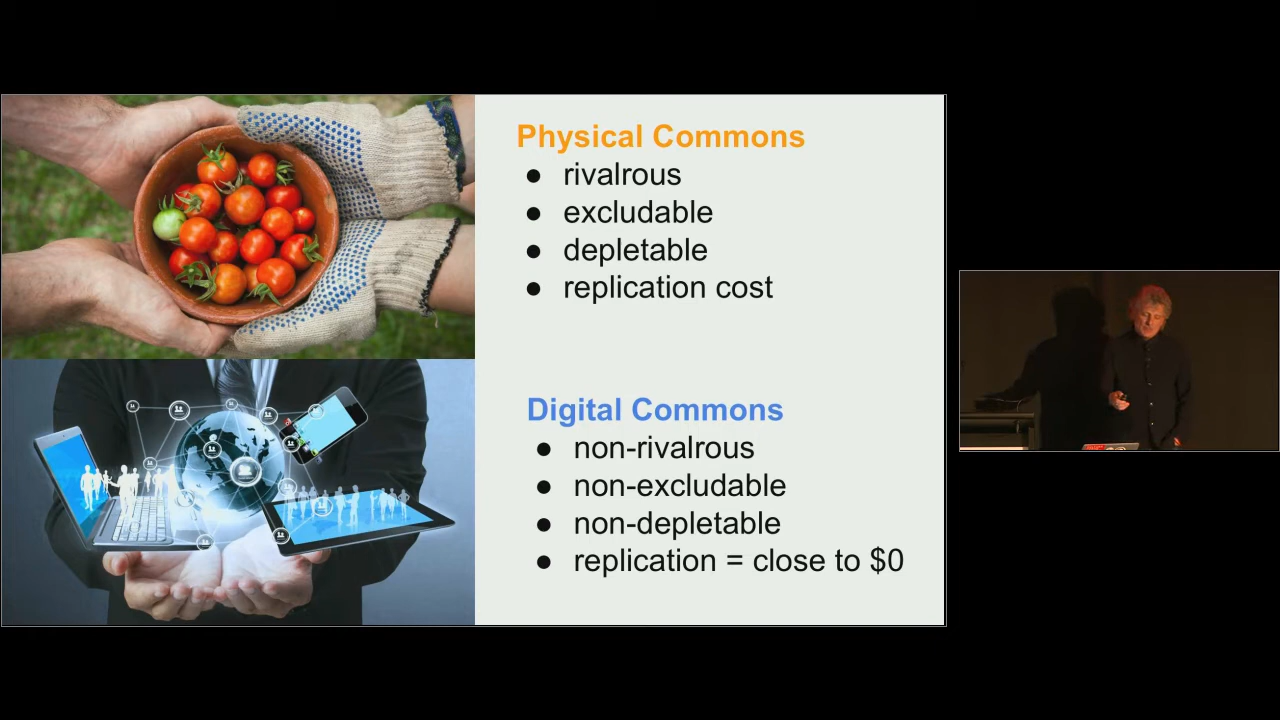 Physical Commons
● rivalrous
● excludable
● depletable
● replication cost
Digital Commons
● non-rivalrous
● non-excludable
● non-depletable
● replication = close to $0